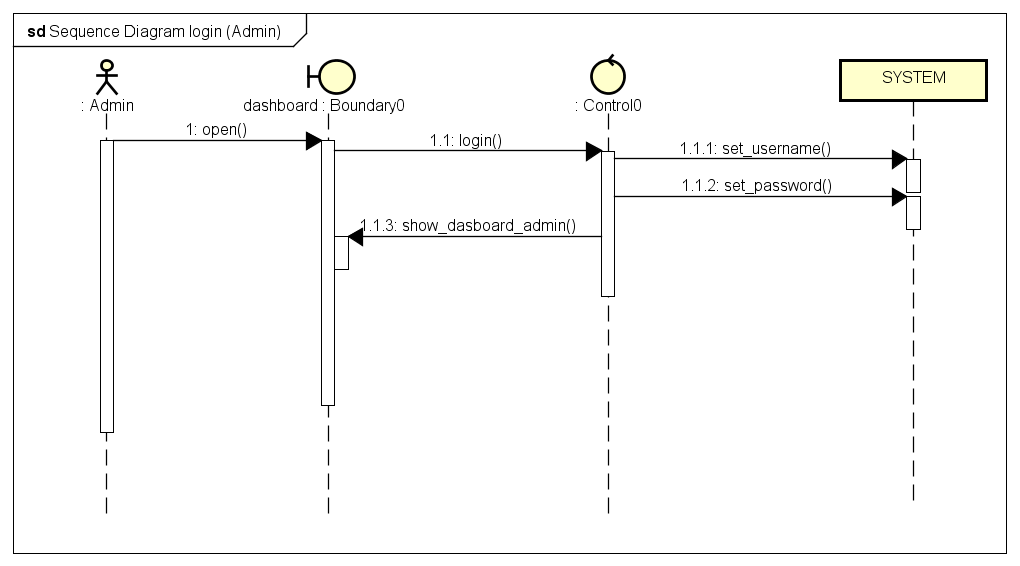 sd Sequence Diagram login (Admin)
: Admin
dashboard : Boundary0
: Control0
SYSTEM
1: open()
1.1: login()
1.1.1: set_username()
1.1.2: set_password()
1.1.3: show_dasboard_admin()